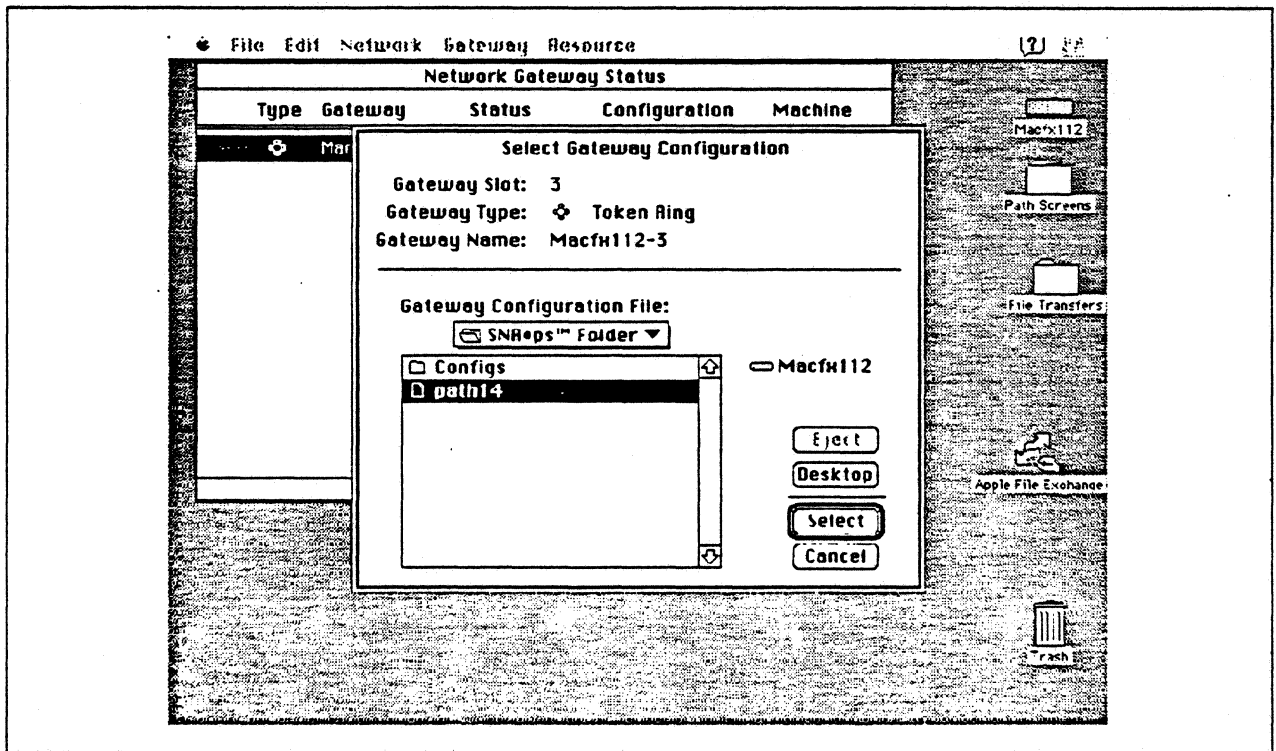 File Edit Network Gateway Resource
Network Gateway Status
Type Gateway Status Configuration Machine
Mar
Select Gateway Configuration
Gateway Slot: 3
Gateway Type: Token Ring
Gateway Name: Macfx112-3
Gateway Configuration File:
SNA•ps™ Folder
Configs
path14
Macfx112
Eject
Desktop
Select
Cancel
Macfx112
Path Screens
File Transfers
Apple File Exchange
Trash